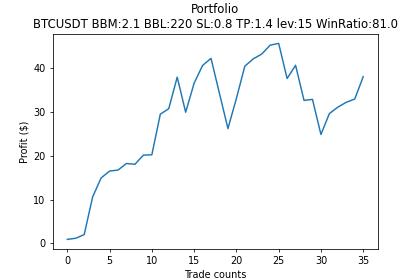 Portfolio
BTCUSDT BBM:2.1 BBL:220 SL:0.8 TP:1.4 lev:15 WinRatio:81.0
40
30
20
10
0
Profit ($)
0 5 10 15 20 25 30 35
Trade counts